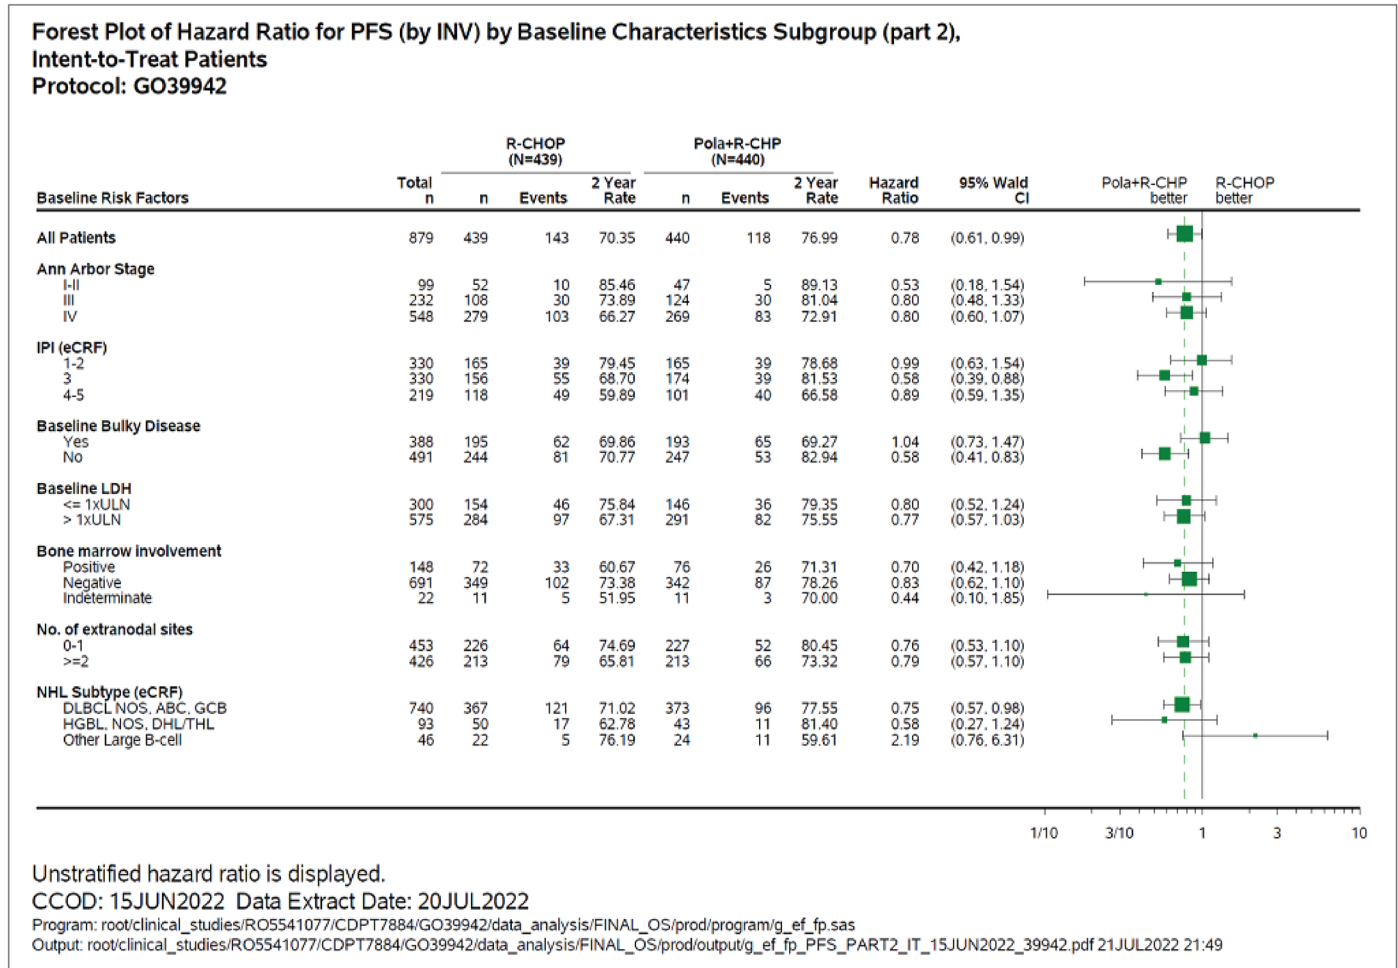 Forest Plot of Hazard Ratio for PFS (by INV) by Baseline Characteristics Subgroup (part 2),
Intent-to-Treat Patients
Protocol: GO39942
R-CHOP Pola+R-CHP
(N=439) (N=440)
Total 2 Year 2 Year Hazard 95% Wald Pola+R-CHP R-CHOP
Baseline Risk Factors n n Events Rate n Events Rate Ratio CI better better
All Patients 879 439 143 70.35 440 118 76.99 0.78 (0.61, 0.99)
Ann Arbor Stage
I-II 99 52 10 85.46 47 5 89.13 0.53 (0.18, 1.54)
III 232 108 30 73.89 124 30 81.04 0.80 (0.48, 1.33)
IV 548 279 103 66.27 269 83 72.91 0.80 (0.60, 1.07)
IPI (eCRF)
1-2 330 165 39 79.45 165 39 78.68 0.99 (0.63, 1.54)
3 330 156 55 68.70 174 39 81.53 0.58 (0.39, 0.88)
4-5 219 118 49 59.89 101 40 66.58 0.89 (0.59, 1.35)
Baseline Bulky Disease
Yes 388 195 62 69.86 193 65 69.27 1.04 (0.73, 1.47)
No 491 244 81 70.77 247 53 82.94 0.58 (0.41, 0.83)
Baseline LDH
<= 1xULN 300 154 46 75.84 146 36 79.35 0.80 (0.52, 1.24)
> 1xULN 575 284 97 67.31 291 82 75.55 0.77 (0.57, 1.03)
Bone marrow involvement
Positive 148 72 33 60.67 76 26 71.31 0.70 (0.42, 1.18)
Negative 691 349 102 73.38 342 87 78.26 0.83 (0.62, 1.10)
Indeterminate 22 11 5 51.95 11 3 70.00 0.44 (0.10, 1.85)
No. of extranodal sites
0-1 453 226 64 74.69 227 52 80.45 0.76 (0.53, 1.10)
>=2 426 213 79 65.81 213 66 73.32 0.79 (0.57, 1.10)
NHL Subtype (eCRF)
DLBCL NOS, ABC, GCB 740 367 121 71.02 373 96 77.55 0.75 (0.57, 0.98)
HGBL, NOS, DHL/THL 93 50 17 62.78 43 11 81.40 0.58 (0.27, 1.24)
Other Large B-cell 46 22 5 76.19 24 11 59.61 2.19 (0.76, 6.31)
1/10 3/10 1 3 10
Unstratified hazard ratio is displayed.
CCOD: 15JUN2022 Data Extract Date: 20JUL2022
Program: root/clinical_studies/RO5541077/CDPT7884/GO39942/data_analysis/FINAL_OS/prod/program/g_ef_fp.sas
Output: root/clinical_studies/RO5541077/CDPT7884/GO39942/data_analysis/FINAL_OS/prod/output/g_ef_fp_PFS_PART2_IT_15JUN2022_39942.pdf 21JUL2022 21:49